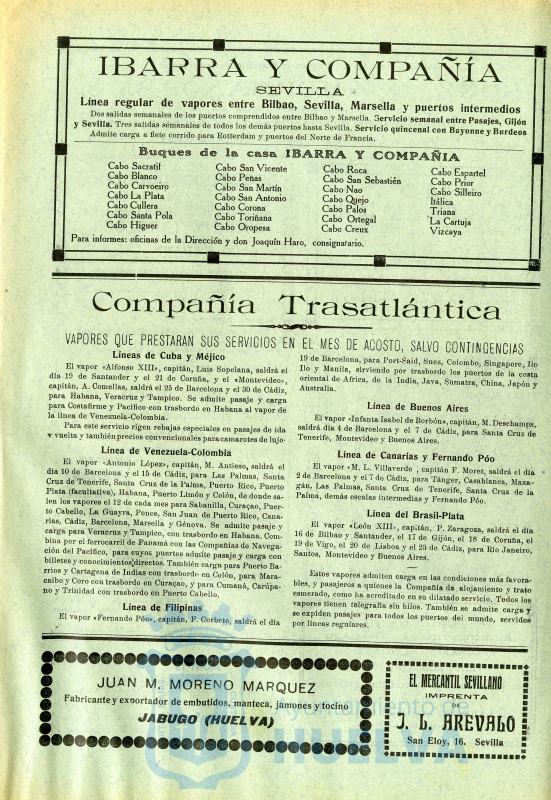 IBARRA Y COMPAÑÍA
SEVILLA
Línea regular de vapores entre Bilbao, Sevilla, Marsella y puertos intermedios
Dos salidas semanales de los puertos comprendidos entre Bilbao y Marsella. Servicio semanal entre Pasajes, Gijón
y Sevilla. Tres salidas semanales de todos los demás puertos hasta Sevilla. Servicio quincenal con Bayonne y Burdeos
Admite carga a flete corrido para Rotterdam y puertos del Norte de Francia.
Buques de la casa IBARRA Y COMPAÑIA
Cabo Sacratif
Cabo Blanco
Cabo Carvoeiro
Cabo La Plata
Cabo Cullera
Cabo Santa Pola
Cabo Higuer
Cabo San Vicente
Cabo Peñas
Cabo San Martín
Cabo San Antonio
Cabo Corona
Cabo Toriñana
Cabo Oropesa
Cabo Roca
Cabo San Sebastián
Cabo Nao
Cabo Quejo
Cabo Palos
Cabo Ortegal
Cabo Creux
Cabo Espartel
Cabo Prior
Cabo Silleiro
Itálica
Triana
La Cartuja
Vizcaya
Para informes: oficinas de la Dirección y don Joaquín Haro, consignatario.
Compañía Trasatlántica
VAPORES QUE PRESTARAN SUS SERVICIOS EN EL MES DE AGOSTO, SALVO CONTINGENCIAS
Líneas de Cuba y Méjico
El vapor «Alfonso XIII», capitán, Luis Sopelana, saldrá el
día 19 de Santander y el 21 de Coruña, y el «Montevideo»,
capitán, A. Comellas, saldrá el 25 de Barcelona y el 30 de Cádiz,
para Habana, Veracruz y Tampico. Se admite pasaje y carga
para Costafirme y Pacífico con trasbordo en Habana al vapor de
la línea de Venezuela-Colombia.
Para este servicio rigen rebajas especiales en pasajes de ida
y vuelta y también precios convencionales para camarotes de lujo
Línea de Venezuela-Colombia
El vapor «Antonio López», capitán, M. Antieso, saldrá el
día 10 de Barcelona y el 15 de Cádiz, para Las Palmas, Santa
Cruz de Tenerife, Santa Cruz de la Palma, Puerto Rico, Puerto
Plata (facultativa), Habana, Puerto Limón y Colón, de donde sa-
len los vapores el 12 de cada mes para Sabanilla, Curaçao, Puer-
to Cabello, La Guayra, Ponce, San Juan de Puerto Rico, Cana-
rias, Cádiz, Barcelona, Marsella y Génova. Se admite pasaje y
carga para Veracruz y Tampico, con trasbordo en Habana. Com-
bina por el ferrocarril de Panamá con las Compañías de Navega-
ción del Pacífico, para cuyos puertos admite pasaje y carga con
billetes y conocimientos directos. También carga para Puerto Ba-
rrios y Cartagena de Indias con trasbordo en Colón, para Mara-
caibo y Coro con trasbordo en Curaçao, y para Cumaná, Carúpa-
no y Trinidad con trasbordo en Puerto Cabello.
Línea de Filipinas
El vapor «Fernando Póo», capitán, F. Corbeto, saldrá el día
19 de Barcelona, para Port-Said, Suez, Colombo, Singapore, Ilo
Ilo y Manila, sirviendo por trasbordo los puertos de la costa
oriental de Africa, de la India, Java, Sumatra, China, Japón y
Australia.
Línea de Buenos Aires
El vapor «Infanta Isabel de Borbón», capitán, M. Deschamps,
saldrá día 4 de Barcelona y el 7 de Cádiz, para Santa Cruz de
Tenerife, Montevideo y Buenos Aires.
Línea de Canarias y Fernando Póo
El vapor «M. L. Villaverde», capitán F. Moret, saldrá el día
2 de Barcelona y el 7 de Cádiz, para Tánger, Casablanca, Maza-
gán, Las Palmas, Santa Cruz de Tenerife, Santa Cruz de la
Palma, demás escalas intermedias y Fernando Póo.
Línea del Brasil-Plata
El vapor «León XIII», capitán, P. Zaragoza, saldrá el día
16 de Bilbao y Santander, el 17 de Gijón, el 18 de Coruña, el
19 de Vigo, el 20 de Lisboa y el 23 de Cádiz, para Río Janeiro,
Santos, Montevideo y Buenos Aires.
Estos vapores admiten carga en las condiciones más favora-
bles, y pasajeros a quienes la Compañía da alojamiento y trato
esmerado, como ha acreditado en su dilatado servicio. Todos los
vapores tienen telegrafía sin hilos. También se admite carga y
se expiden pasajes para todos los puertos del mundo, servidos
por líneas regulares.
JUAN M. MORENO MARQUEZ
Fabricante y exportador de embutidos, manteca, jamones y tocino
JABUGO (HUELVA)
EL MERCANTIL SEVILLANO
IMPRENTA
DE
J. L. AREVALO
San Eloy, 16. Sevilla
Ayuntamiento de
HUELVA